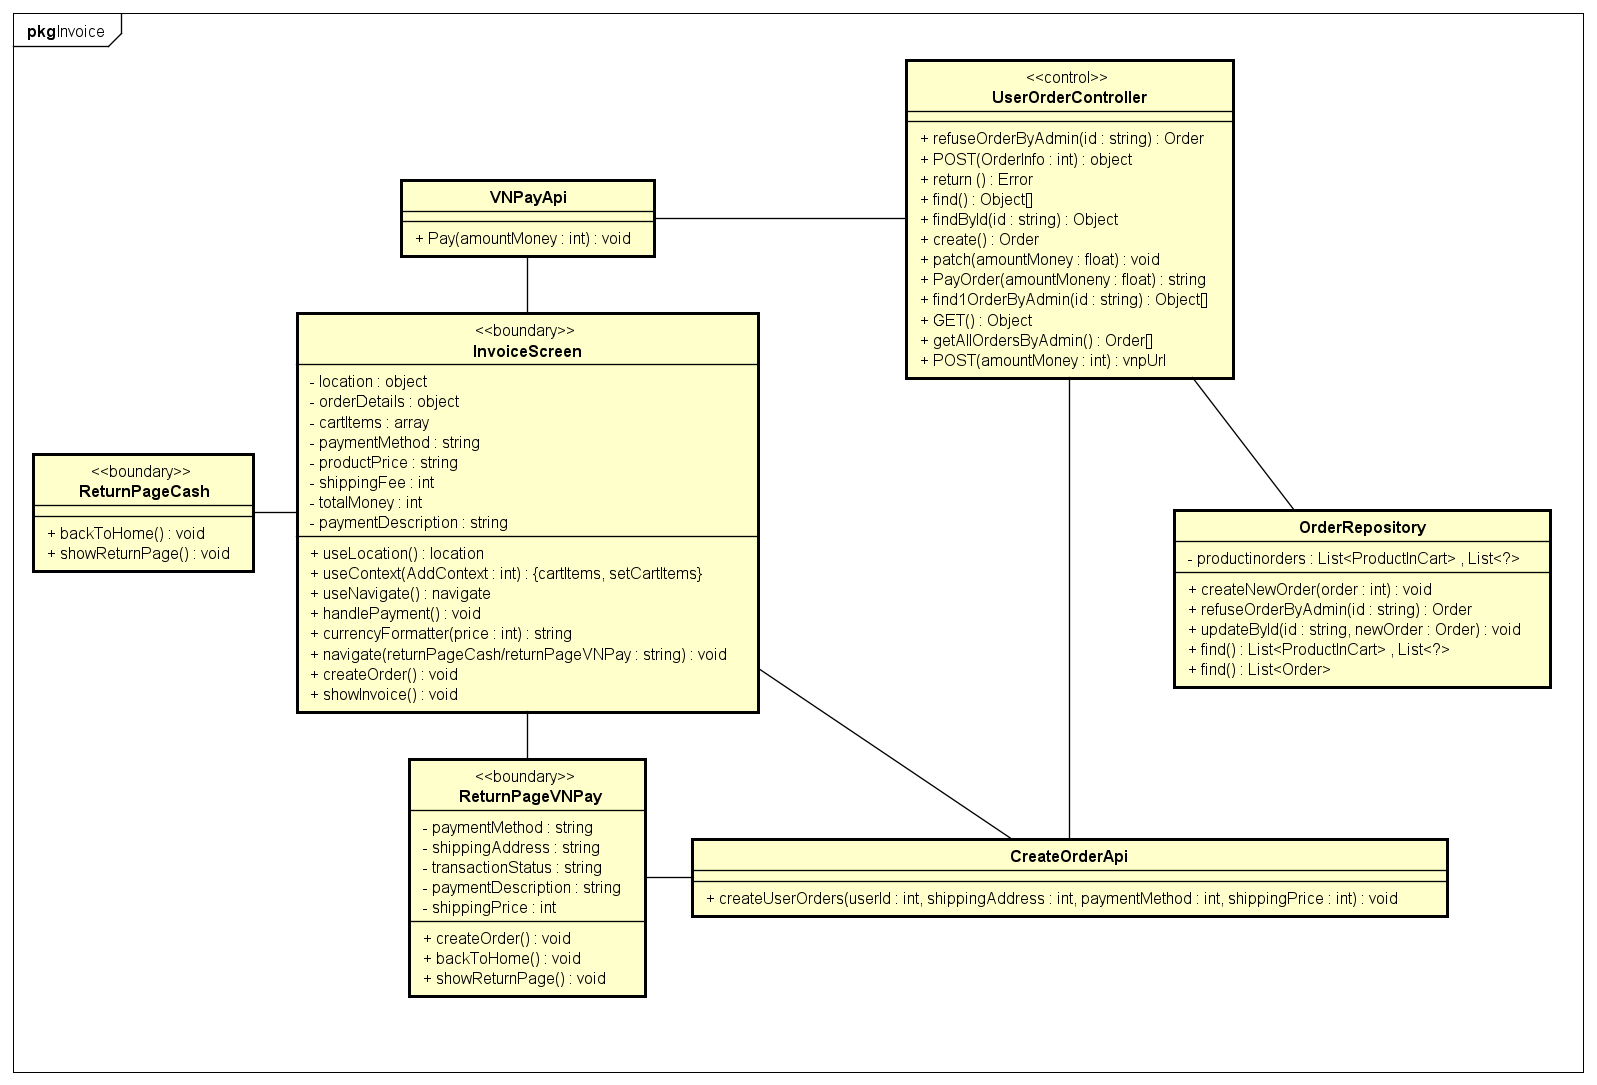 pkgInvoice
<<control>>
UserOrderController
+ refuseOrderByAdmin(id : string) : Order
+ POST(OrderInfo : int) : object
+ return () : Error
+ find() : Object[]
+ findById(id : string) : Object
+ create() : Order
+ patch(amountMoney : float) : void
+ PayOrder(amountMoneny : float) : string
+ find1OrderByAdmin(id : string) : Object[]
+ GET() : Object
+ getAllOrdersByAdmin() : Order[]
+ POST(amountMoney : int) : vnpUrl
VNPayApi
+ Pay(amountMoney : int) : void
<<boundary>>
InvoiceScreen
- location : object
- orderDetails : object
- cartItems : array
- paymentMethod : string
- productPrice : string
- shippingFee : int
- totalMoney : int
- paymentDescription : string
+ useLocation() : location
+ useContext(AddContext : int) : {cartItems, setCartItems}
+ useNavigate() : navigate
+ handlePayment() : void
+ currencyFormatter(price : int) : string
+ navigate(returnPageCash/returnPageVNPay : string) : void
+ createOrder() : void
+ showInvoice() : void
<<boundary>>
ReturnPageCash
+ backToHome() : void
+ showReturnPage() : void
OrderRepository
- productinorders : List<ProductInCart> , List<?>
+ createNewOrder(order : int) : void
+ refuseOrderByAdmin(id : string) : Order
+ updateById(id : string, newOrder : Order) : void
+ find() : List<ProductInCart> , List<?>
+ find() : List<Order>
<<boundary>>
ReturnPageVNPay
- paymentMethod : string
- shippingAddress : string
- transactionStatus : string
- paymentDescription : string
- shippingPrice : int
+ createOrder() : void
+ backToHome() : void
+ showReturnPage() : void
CreateOrderApi
+ createUserOrders(userId : int, shippingAddress : int, paymentMethod : int, shippingPrice : int) : void